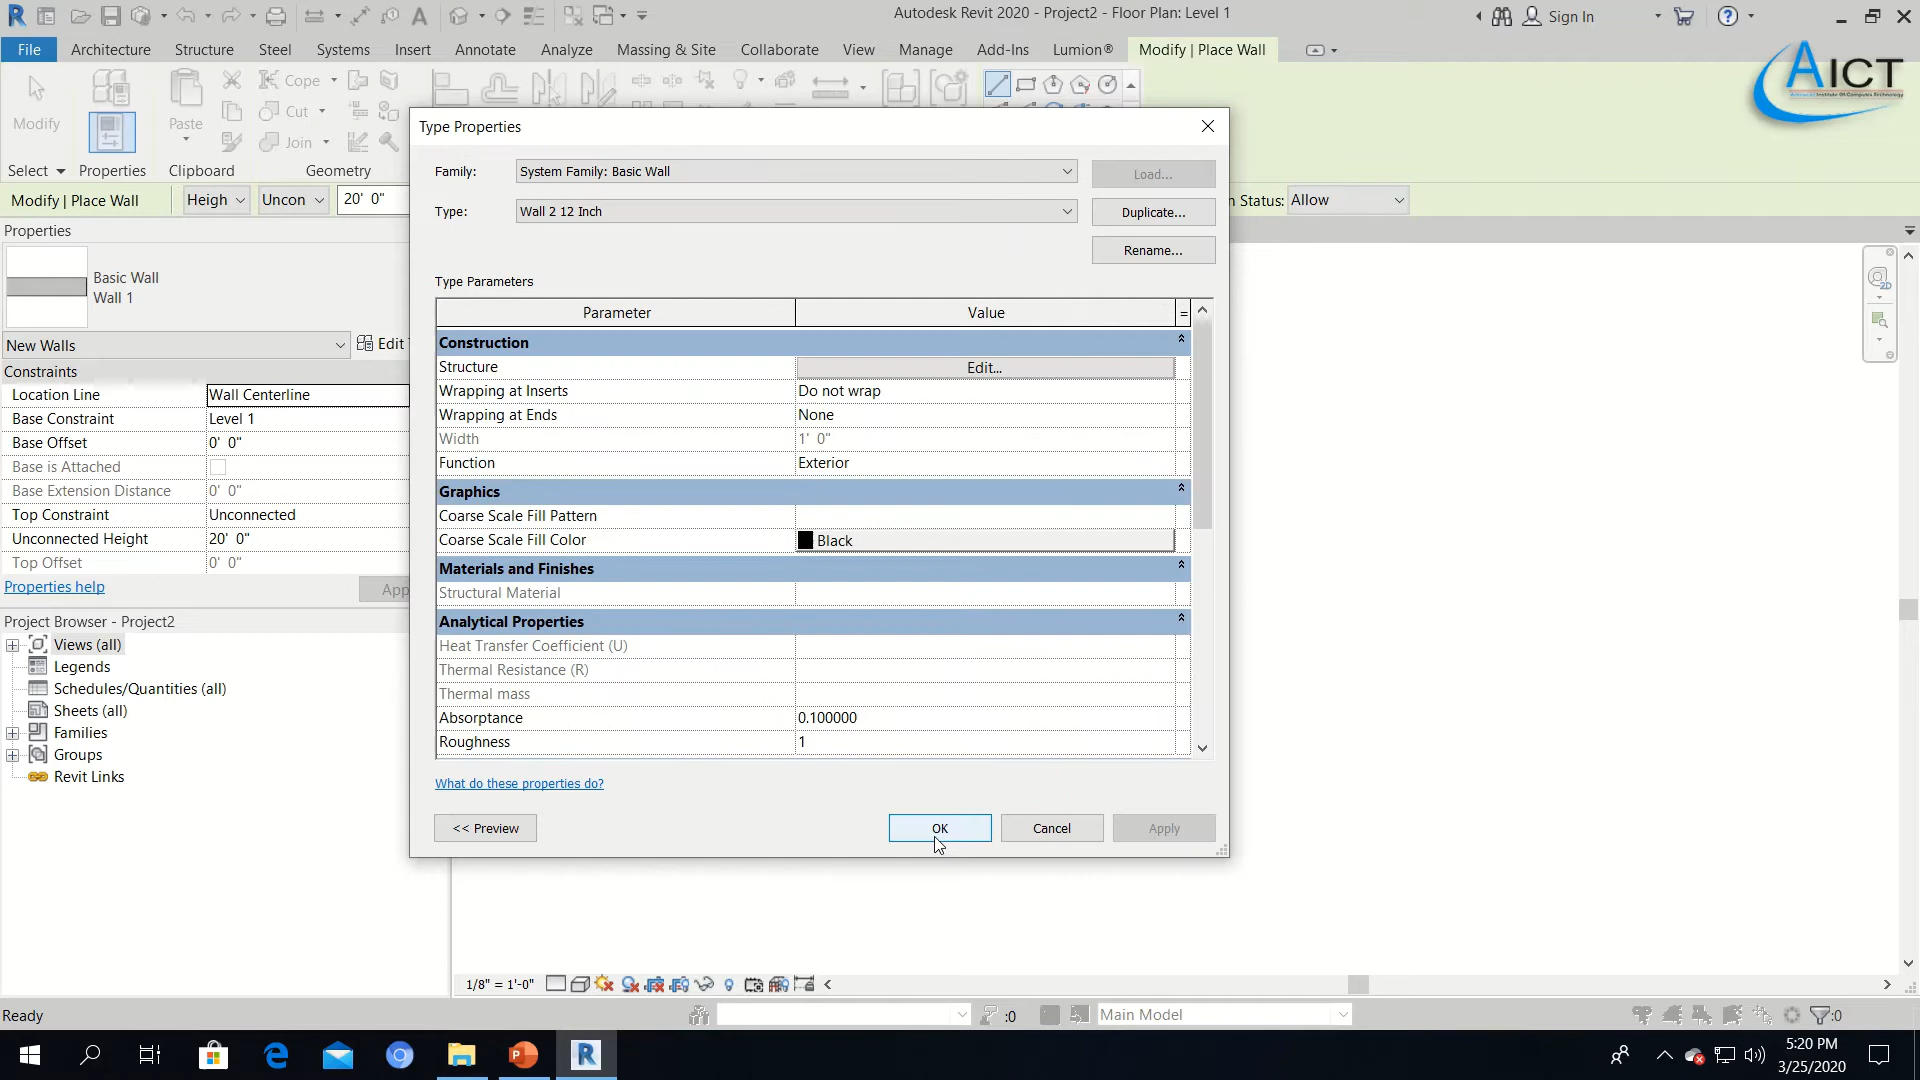 Autodesk Revit 2020 - Project2 - Floor Plan: Level 1
Sign In
File Architecture Structure Steel Systems Insert Annotate Analyze Massing & Site Collaborate View Manage Add-Ins Lumion® Modify | Place Wall
AICT
Modify
Paste
Cope
Cut
Join
Select Properties Clipboard Geometry
Modify | Place Wall Heigh Uncon 20' 0" n Status: Allow
Properties
Basic Wall
Wall 1
New Walls Edit
Constraints
Location Line Wall Centerline
Base Constraint Level 1
Base Offset 0' 0"
Base is Attached
Base Extension Distance 0' 0"
Top Constraint Unconnected
Unconnected Height 20' 0"
Top Offset 0' 0"
Properties help App
Project Browser - Project2
Views (all)
Legends
Schedules/Quantities (all)
Sheets (all)
Families
Groups
Revit Links
Type Properties
Family: System Family: Basic Wall Load...
Type: Wall 2 12 Inch Duplicate...
Rename...
Type Parameters
Parameter Value =
Construction
Structure Edit...
Wrapping at Inserts Do not wrap
Wrapping at Ends None
Width 1' 0"
Function Exterior
Graphics
Coarse Scale Fill Pattern
Coarse Scale Fill Color Black
Materials and Finishes
Structural Material
Analytical Properties
Heat Transfer Coefficient (U)
Thermal Resistance (R)
Thermal mass
Absorptance 0.100000
Roughness 1
What do these properties do?
<< Preview OK Cancel Apply
2D
1/8" = 1'-0"
Ready :0 Main Model :0
5:20 PM
3/25/2020